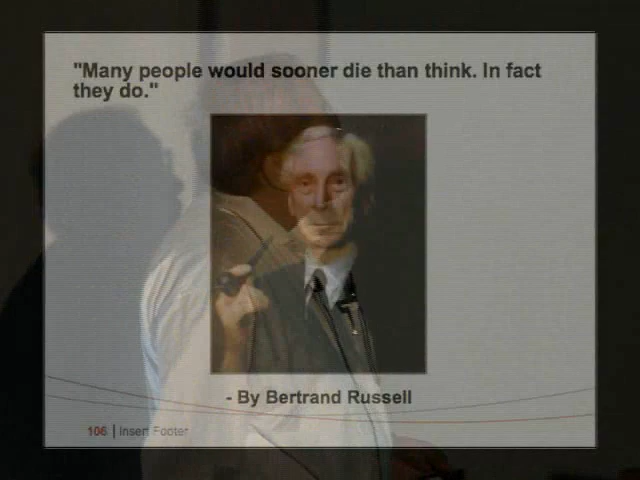 "Many people would sooner die than think. In fact
they do."
- By Bertrand Russell
106 | Insert Footer